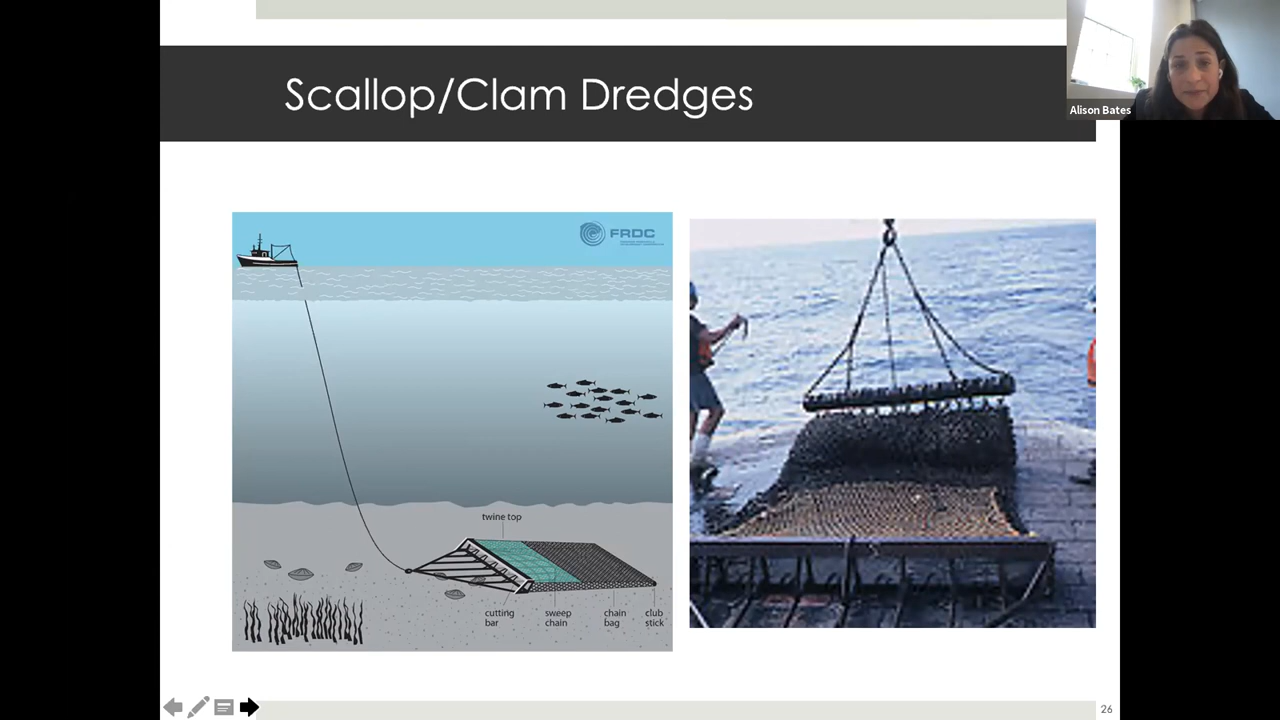 Scallop/Clam Dredges
Alison Bates
FRDC
twine top
cutting bar
sweep chain
chain bag
club stick
26